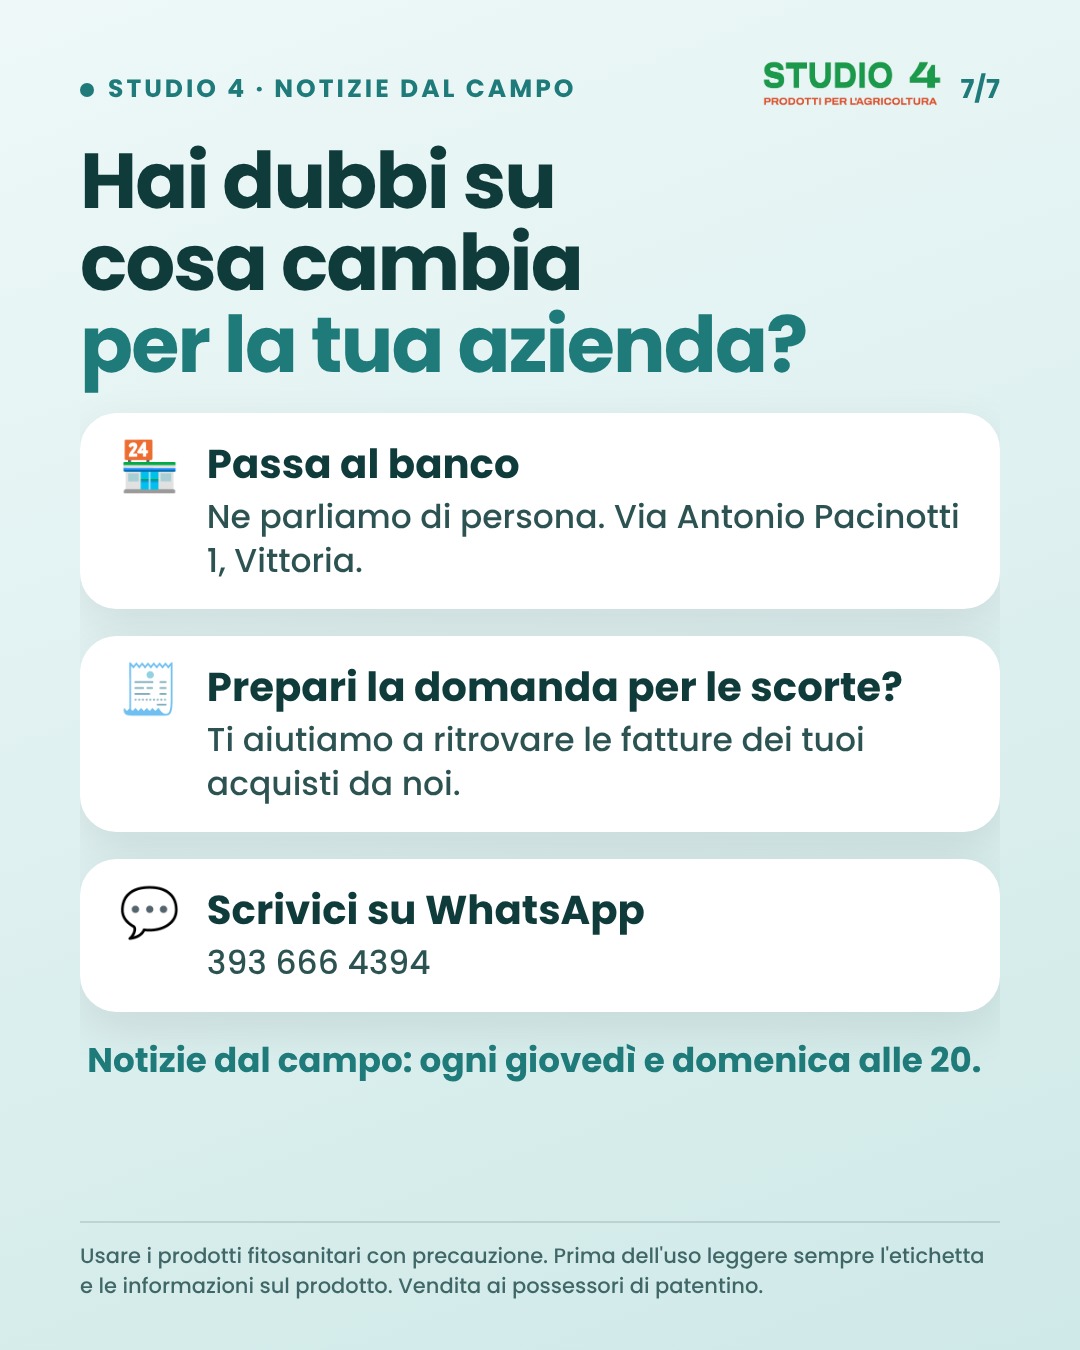 STUDIO 4 · NOTIZIE DAL CAMPO
STUDIO 4
PRODOTTI PER L'AGRICOLTURA
7/7
Hai dubbi su
cosa cambia
per la tua azienda?
24
Passa al banco
Ne parliamo di persona. Via Antonio Pacinotti
1, Vittoria.
Prepari la domanda per le scorte?
Ti aiutiamo a ritrovare le fatture dei tuoi
acquisti da noi.
Scrivici su WhatsApp
393 666 4394
Notizie dal campo: ogni giovedì e domenica alle 20.
Usare i prodotti fitosanitari con precauzione. Prima dell'uso leggere sempre l'etichetta
e le informazioni sul prodotto. Vendita ai possessori di patentino.